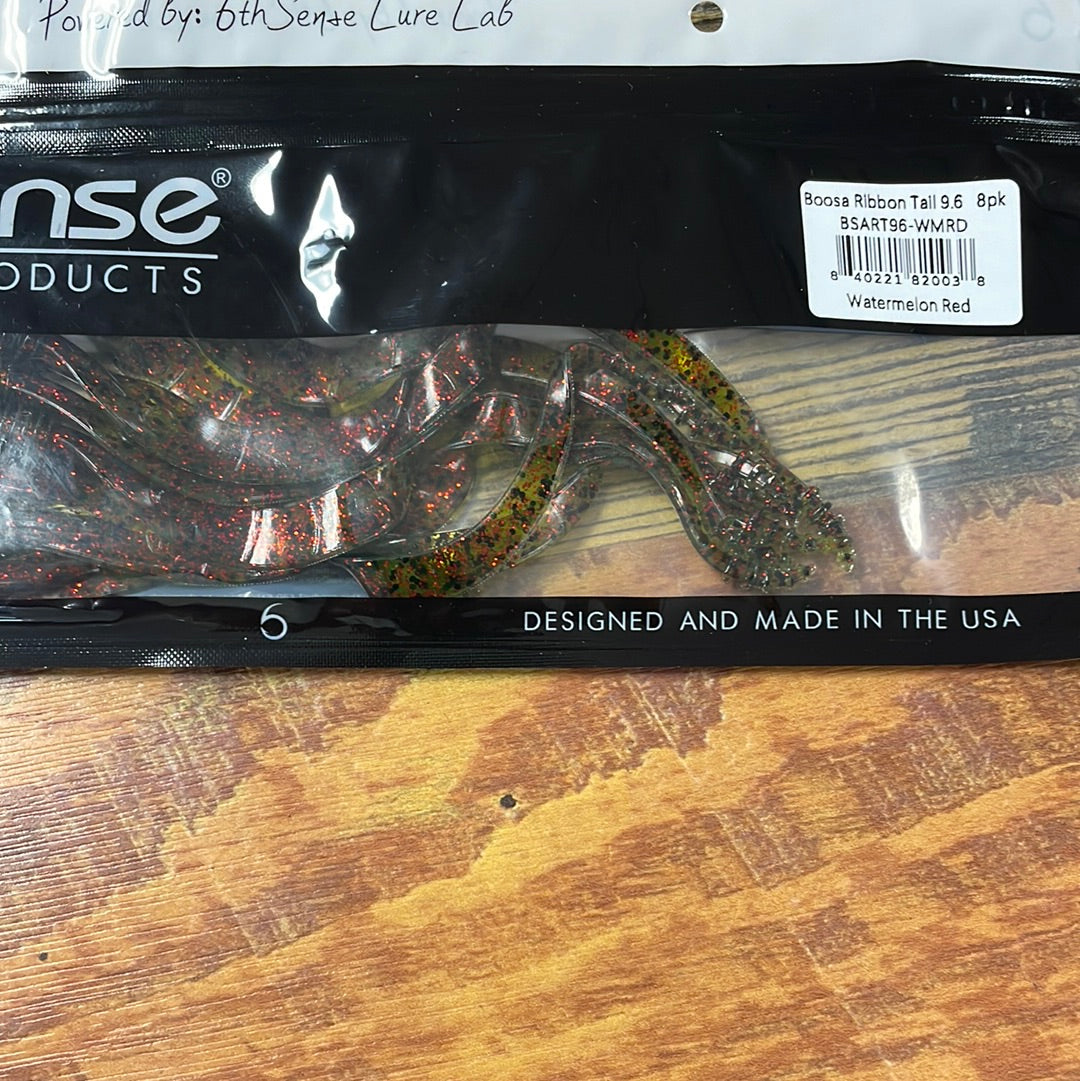 Powered by: 6thSense Lure Lab
nse®
ODUCTS
Boosa Ribbon Tail 9.6 8pk
BSART96-WMRD
8 40221 82003 8
Watermelon Red
6
DESIGNED AND MADE IN THE USA